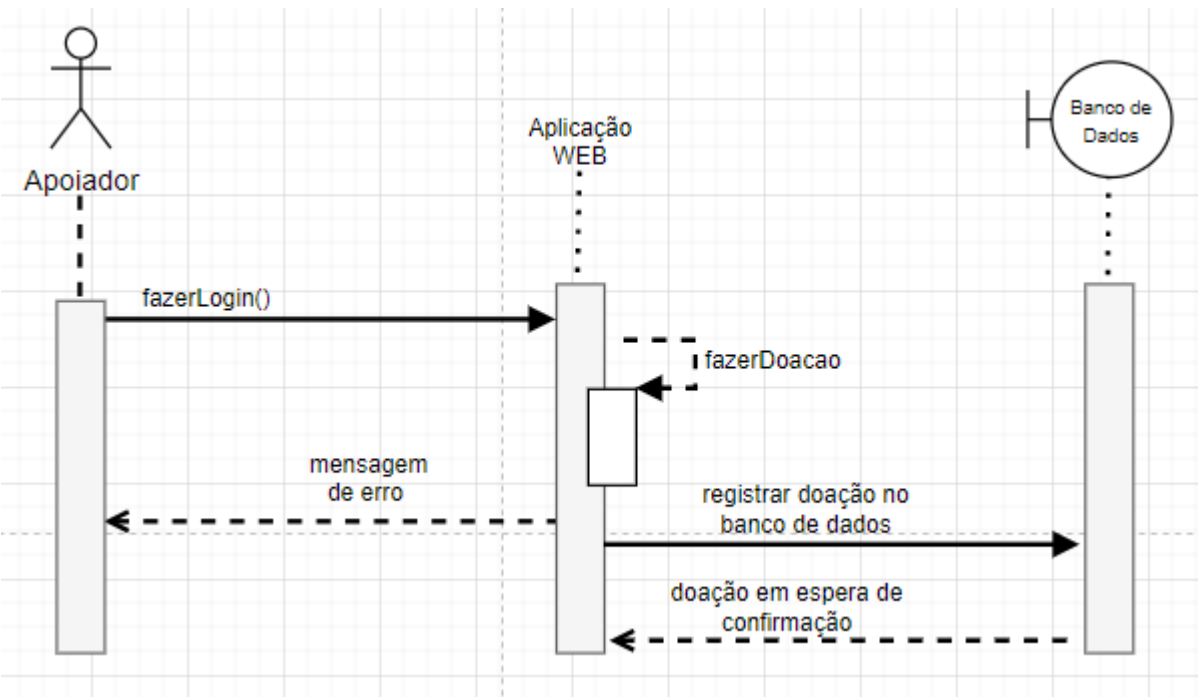 Apoiador
Aplicação
WEB
Banco de
Dados
fazerLogin()
fazerDoacao
mensagem
de erro
registrar doação no
banco de dados
doação em espera de
confirmação